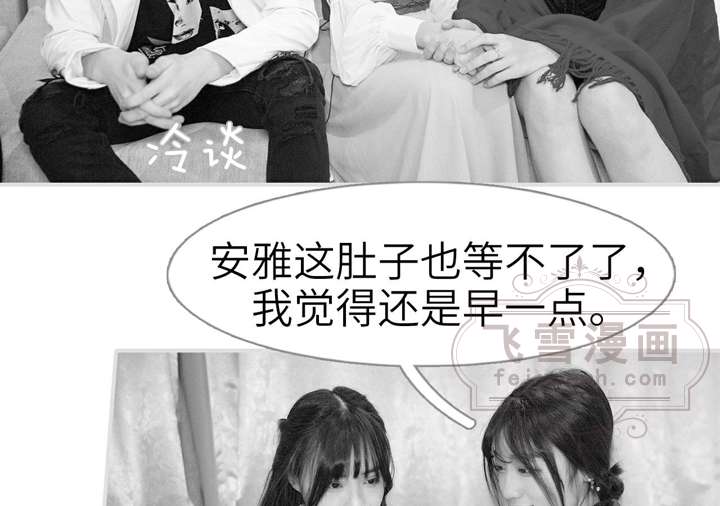 冷谈
安雅这肚子也等不了了，
我觉得还是早一点。
飞雪漫画